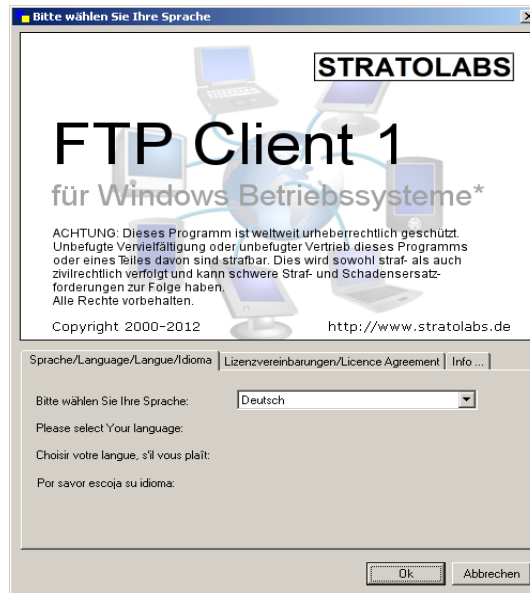 Bitte wählen Sie Ihre Sprache
STRATOLABS
FTP Client 1
für Windows Betriebssysteme*
ACHTUNG: Dieses Programm ist weltweit urheberrechtlich geschützt.
Unbefugte Vervielfältigung oder unbefugter Vertrieb dieses Programms
oder eines Teiles davon sind strafbar. Dies wird sowohl straf- als auch
zivilrechtlich verfolgt und kann schwere Straf- und Schadensersatz-
forderungen zur Folge haben.
Alle Rechte vorbehalten.
Copyright 2000-2012 http://www.stratolabs.de
Sprache/Language/Langue/Idioma Lizenzvereinbarungen/Licence Agreement Info ...
Bitte wählen Sie Ihre Sprache: Deutsch
Please select Your language:
Choisir votre langue, s'il vous plaît:
Por savor escoja su idioma:
Ok Abbrechen